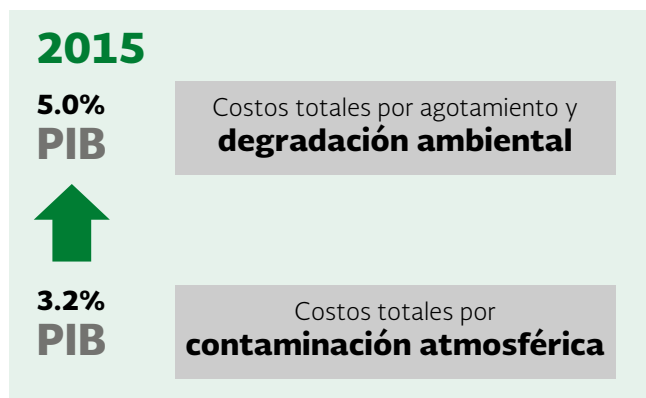 2015
5.0%
PIB
Costos totales por agotamiento y
degradación ambiental
3.2%
PIB
Costos totales por
contaminación atmosférica